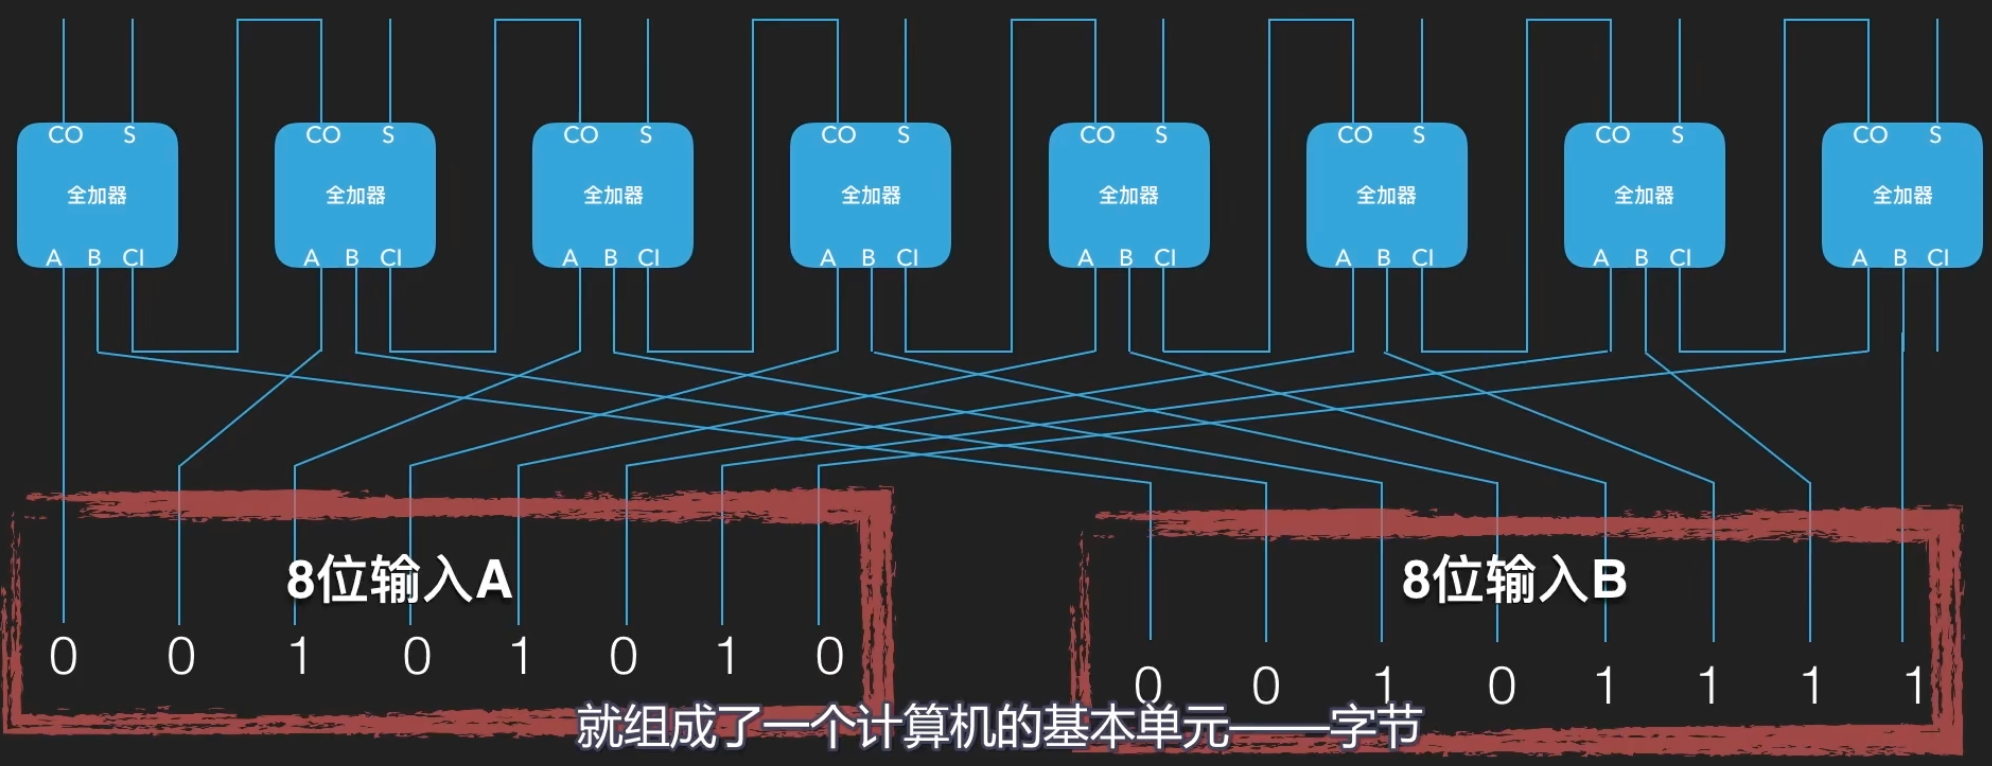 CO S CO S CO S CO S CO S CO S CO S CO S
全加器 全加器 全加器 全加器 全加器 全加器 全加器 全加器
A B CI A B CI A B CI A B CI A B CI A B CI A B CI A B CI
8位输入A
0 0 1 0 1 0 1 0
8位输入B
0 0 1 0 1 1 1 1
就组成了一个计算机的基本单元——字节